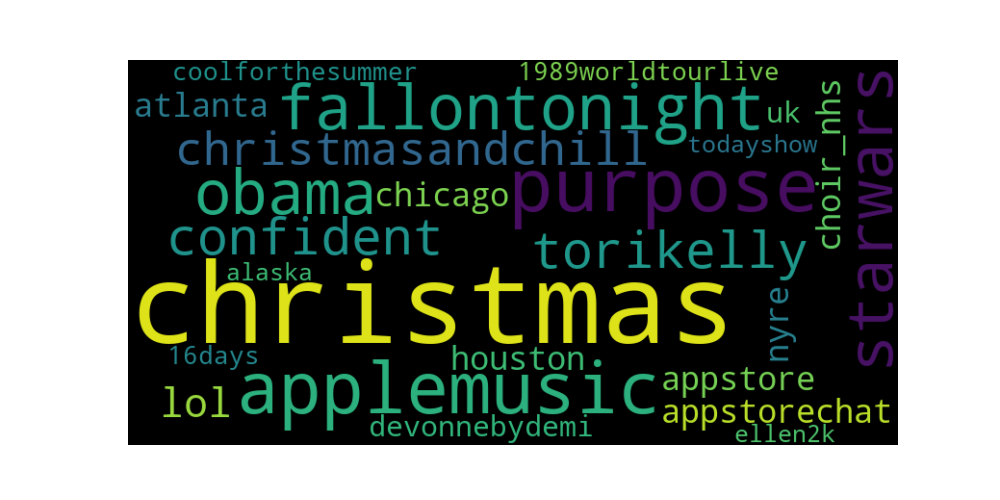 coolforthesummer
1989worldtourlive
atlanta
fallontonight
uk
choir_nhs
starwars
christmasandchill
todayshow
obama
chicago
purpose
confident
torikelly
alaska
christmas
nyre
16days
houston
lol
applemusic
appstore
appstorechat
devonnebydemi
ellen2k